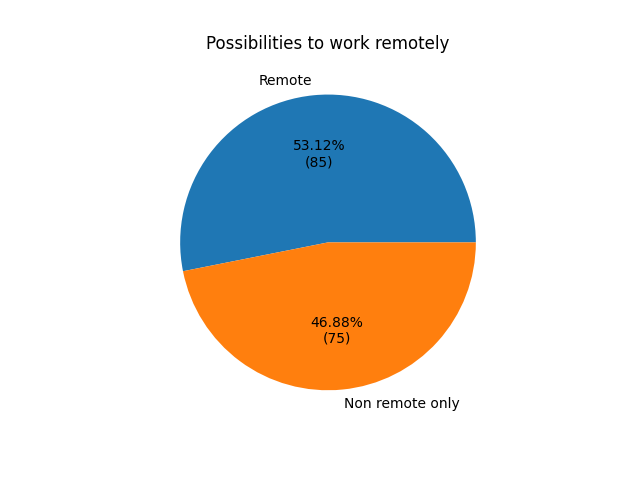 Possibilities to work remotely
Remote
53.12%
(85)
46.88%
(75)
Non remote only